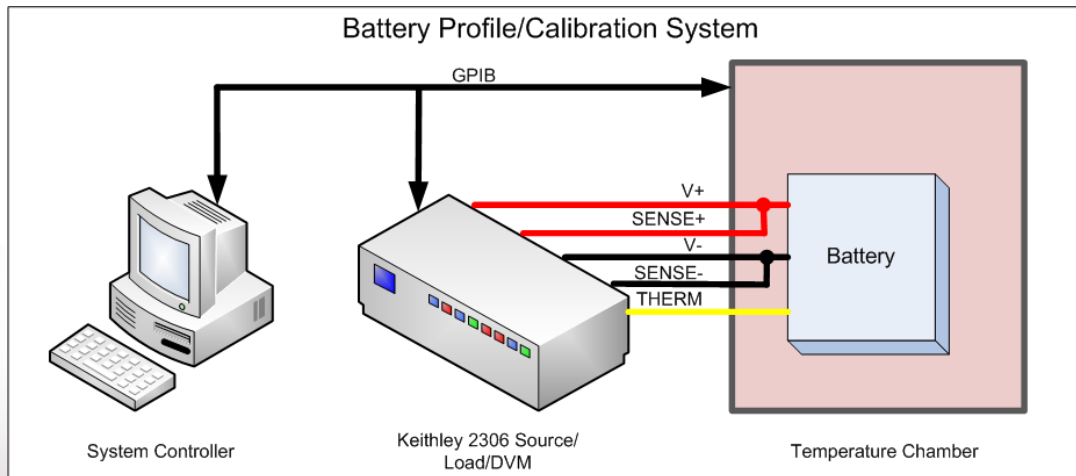 Battery Profile/Calibration System
GPIB
V+
SENSE+
V-
SENSE-
THERM
Battery
System Controller
Keithley 2306 Source/
Load/DVM
Temperature Chamber